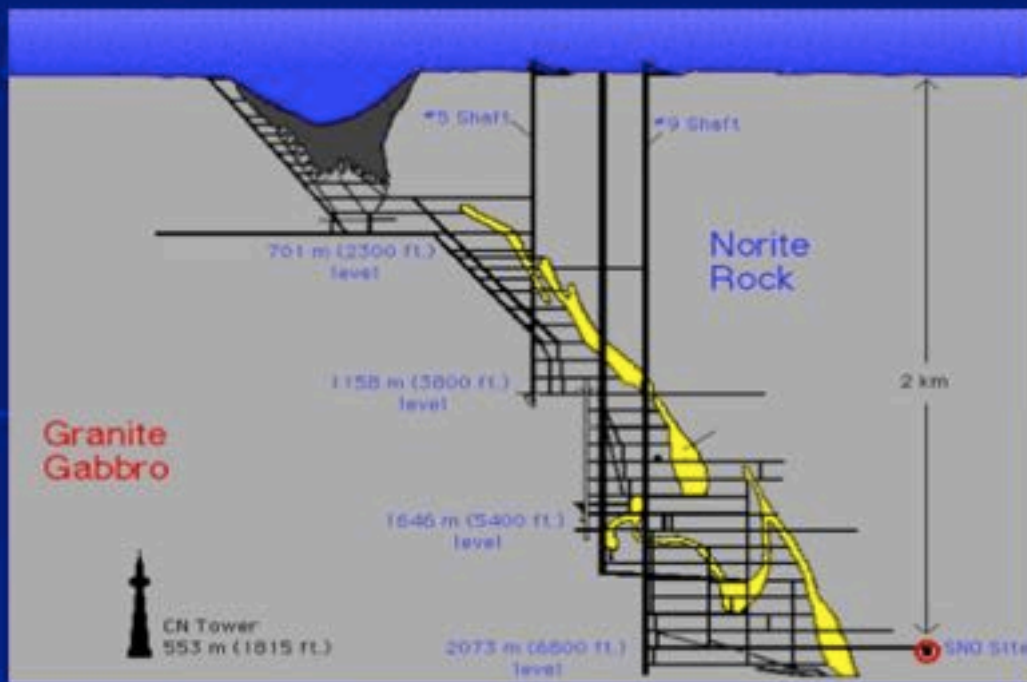 #5 Shaft
#9 Shaft
701 m (2300 ft.)
level
Norite
Rock
1158 m (3800 ft.)
level
2 km
Granite
Gabbro
1646 m (5400 ft.)
level
CN Tower
553 m (1815 ft.)
2073 m (6800 ft.)
level
SNO Site